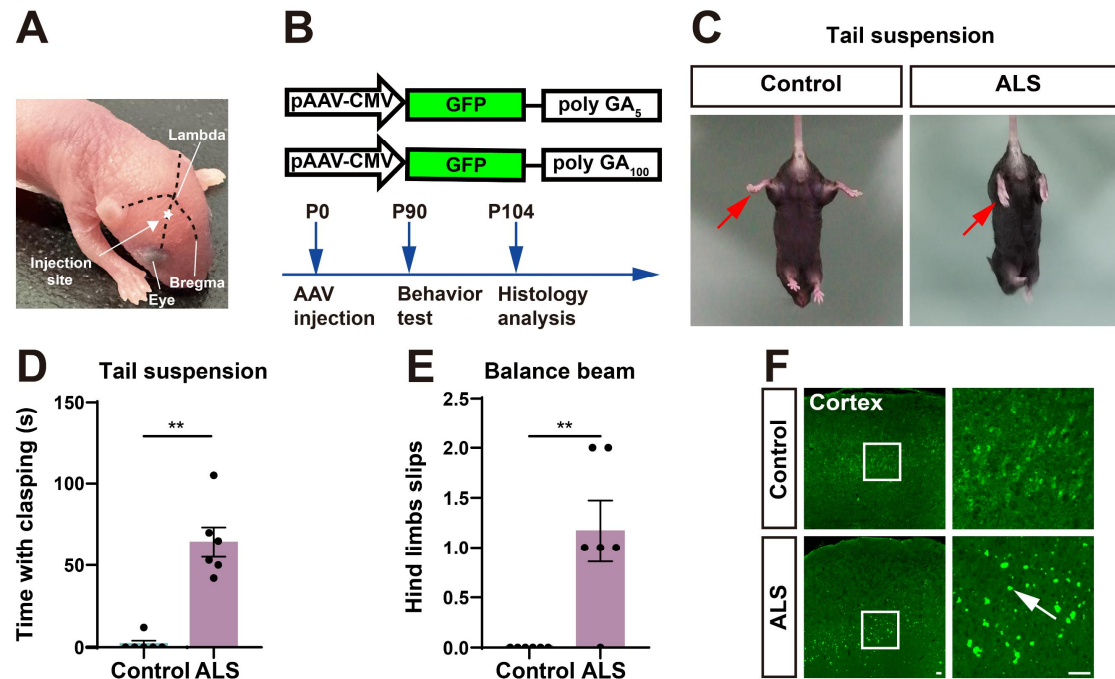 A
Lambda
Injection
site
Eye
Bregma
B
pAAV-CMV GFP poly GA5
pAAV-CMV GFP poly GA100
P0 P90 P104
AAV
injection
Behavior
test
Histology
analysis
C
Tail suspension
Control ALS
D
Tail suspension
Time with clasping (s)
150
100
50
0
**
Control ALS
E
Balance beam
Hind limbs slips
2.5
2.0
1.5
1.0
0.5
0.0
**
Control ALS
F
Cortex
Control
ALS